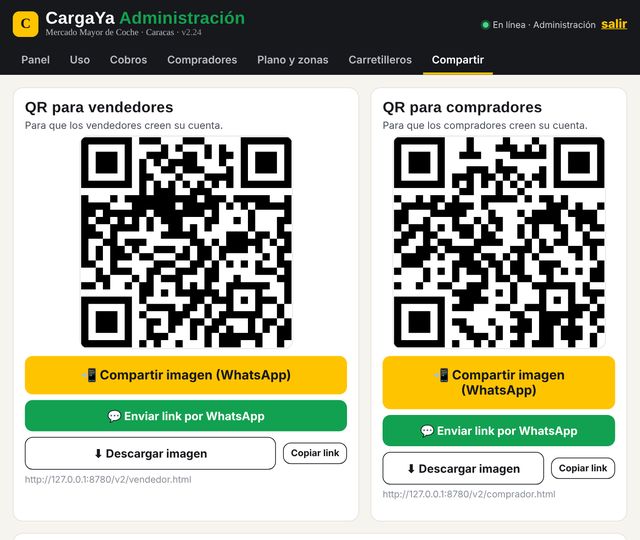 C
CargaYa Administración
Mercado Mayor de Coche · Caracas · v2.24
En línea · Administración salir
Panel Uso Cobros Compradores Plano y zonas Carretilleros Compartir
QR para vendedores
Para que los vendedores creen su cuenta.
📲 Compartir imagen (WhatsApp)
💬 Enviar link por WhatsApp
⬇ Descargar imagen
Copiar link
http://127.0.0.1:8780/v2/vendedor.html
QR para compradores
Para que los compradores creen su cuenta.
📲 Compartir imagen
(WhatsApp)
💬 Enviar link por WhatsApp
⬇ Descargar imagen
Copiar link
http://127.0.0.1:8780/v2/comprador.html